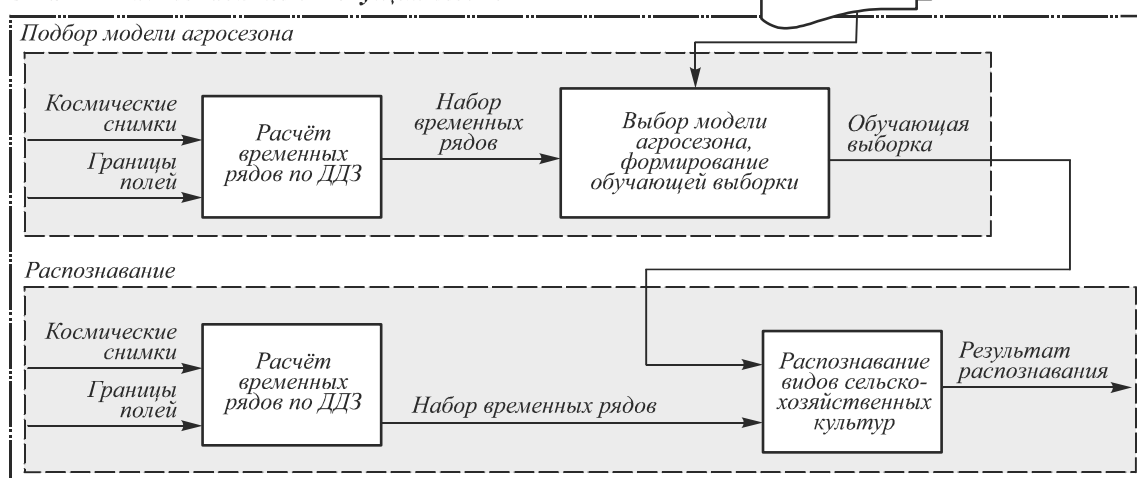 Подбор модели агросезона
Космические
снимки
Границы
полей
Расчёт
временных
рядов по ДДЗ
Набор
временных
рядов
Выбор модели
агросезона,
формирование
обучающей выборки
Обучающая
выборка
Распознавание
Космические
снимки
Границы
полей
Расчёт
временных
рядов по ДДЗ
Набор временных рядов
Распознавание
видов сельско-
хозяйственных
культур
Результат
распознавания